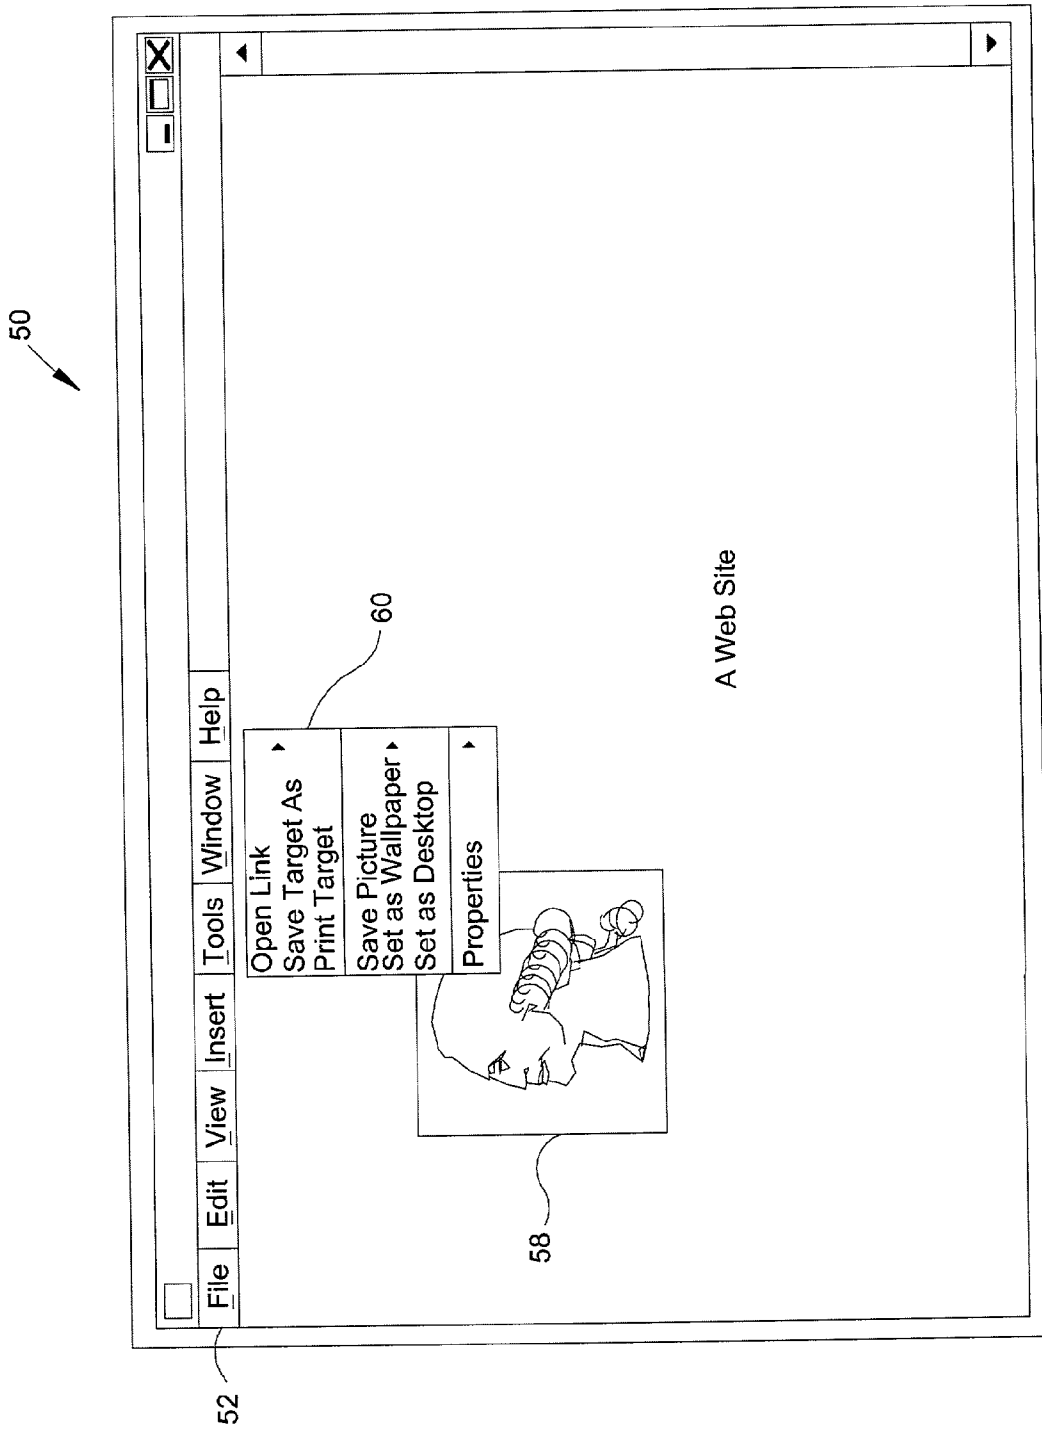 50
52
File Edit View Insert Tools Window Help
Open Link
Save Target As
Print Target
Save Picture
Set as Wallpaper
Set as Desktop
Properties
60
58
A Web Site